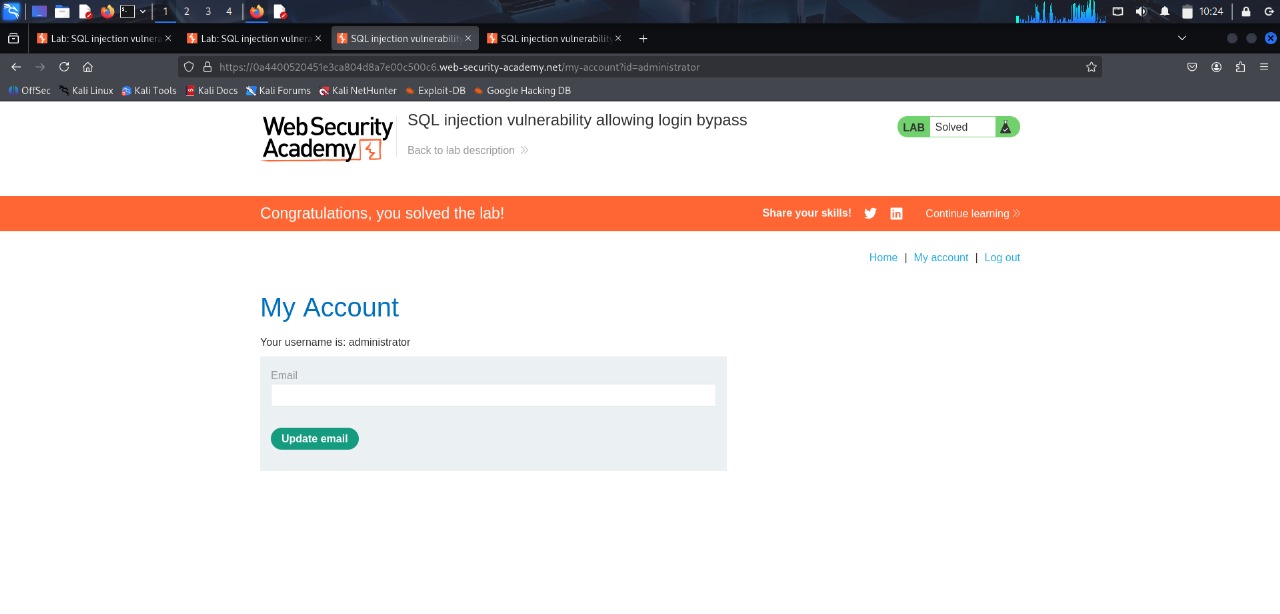 1 2 3 4 10:24
Lab: SQL injection vulnera Lab: SQL injection vulnera SQL injection vulnerability SQL injection vulnerability
https://0a4400520451e3ca804d8a7e00c500c6.web-security-academy.net/my-account?id=administrator
OffSec Kali Linux Kali Tools Kali Docs Kali Forums Kali NetHunter Exploit-DB Google Hacking DB
Web Security
Academy
SQL injection vulnerability allowing login bypass
Back to lab description
LAB Solved
Congratulations, you solved the lab!
Share your skills! in Continue learning
Home | My account | Log out
My Account
Your username is: administrator
Email
Update email